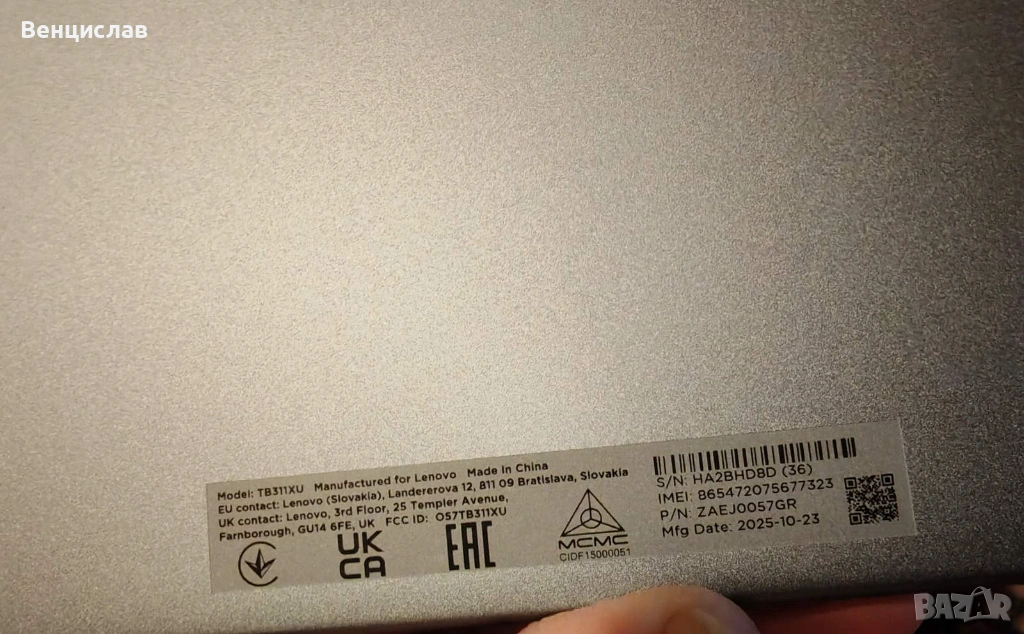 Венцислав
Model: TB311XU Manufactured for Lenovo Made in China
EU contact: Lenovo (Slovakia), Landererova 12, 811 09 Bratislava, Slovakia
UK contact: Lenovo, 3rd Floor, 25 Templer Avenue,
Farnborough, GU14 6FE, UK FCC ID: O57TB311XU
UK
CA
EAC
MCMC
CIDF15000051
S/N: HA2BHD8D (36)
IMEI: 865472075677323
P/N: ZAEJ0057GR
Mfg Date: 2025-10-23
BAZAR